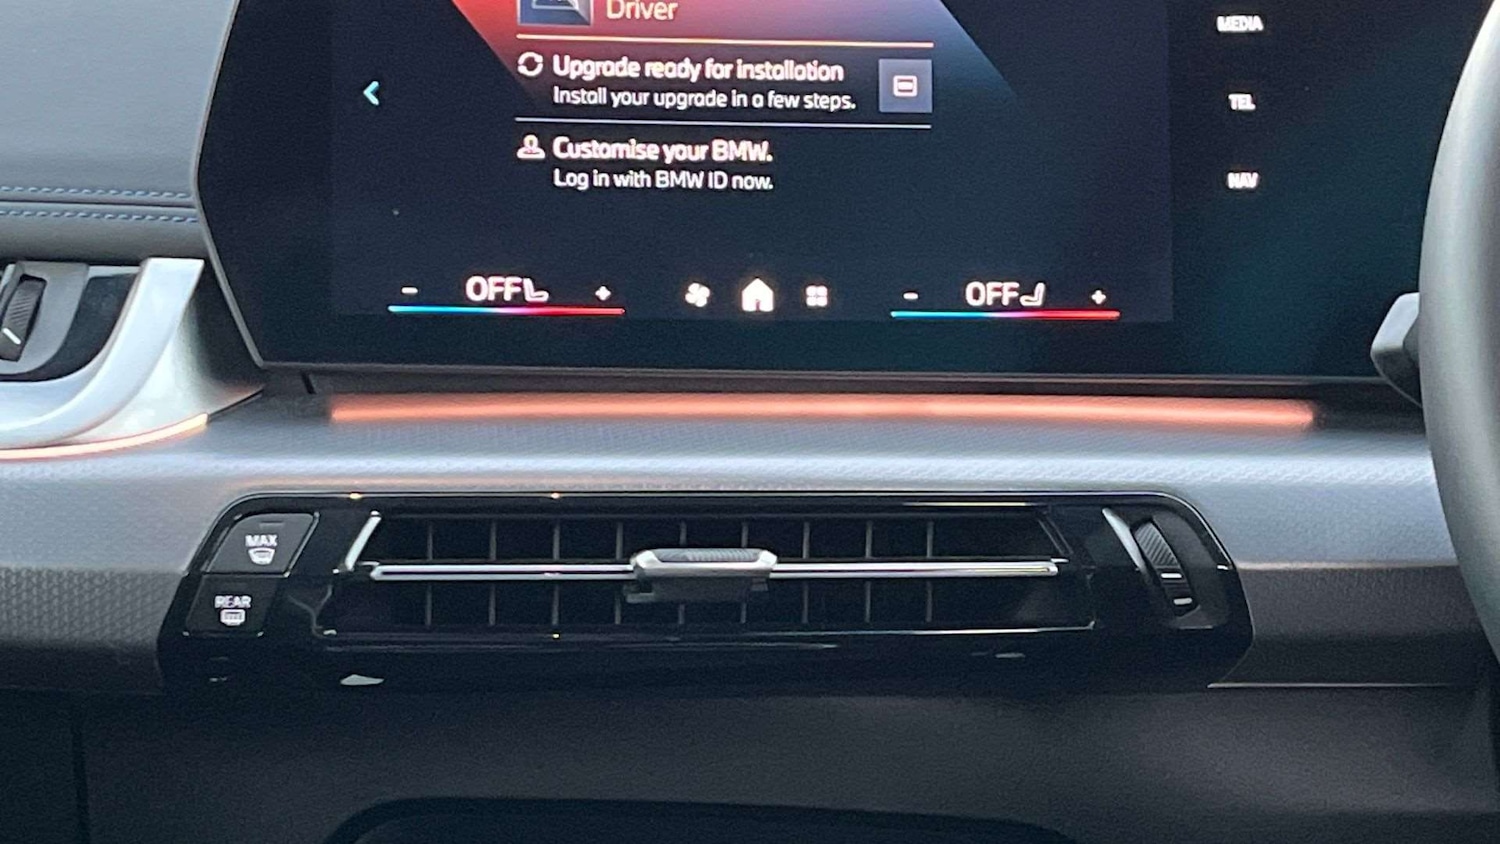 Driver
MEDIA
Upgrade ready for installation
Install your upgrade in a few steps.
TEL
Customise your BMW.
Log in with BMW ID now.
NAV
- OFF +
- OFF +
MAX
REAR